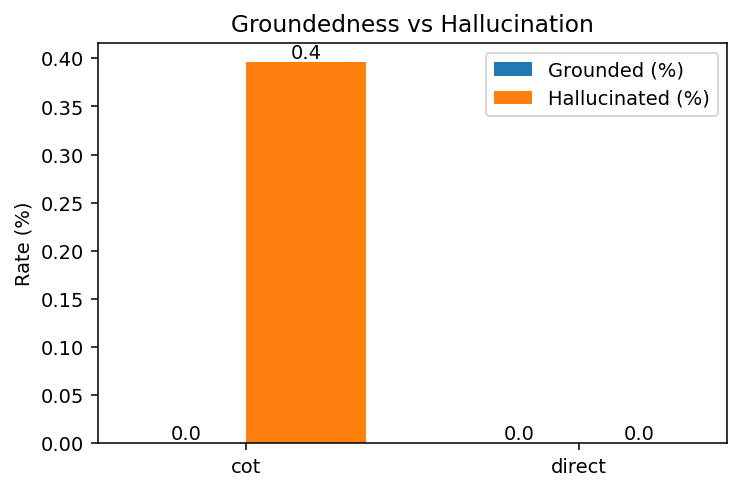 Groundedness vs Hallucination
Grounded (%)
Hallucinated (%)
Rate (%)
0.40
0.35
0.30
0.25
0.20
0.15
0.10
0.05
0.00
0.0
0.4
0.0
0.0
cot
direct